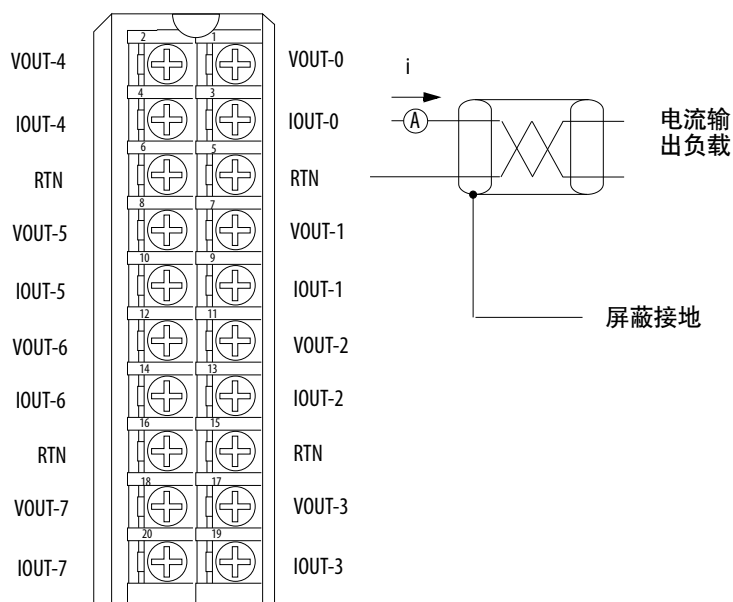 2 1
VOUT-4 VOUT-0
i
4 3
IOUT-4 IOUT-0
A
电流输
出负载
6 5
RTN RTN
8 7
VOUT-5 VOUT-1
10 9
IOUT-5 IOUT-1
屏蔽接地
12 11
VOUT-6 VOUT-2
14 13
IOUT-6 IOUT-2
16 15
RTN RTN
18 17
VOUT-7 VOUT-3
20 19
IOUT-7 IOUT-3